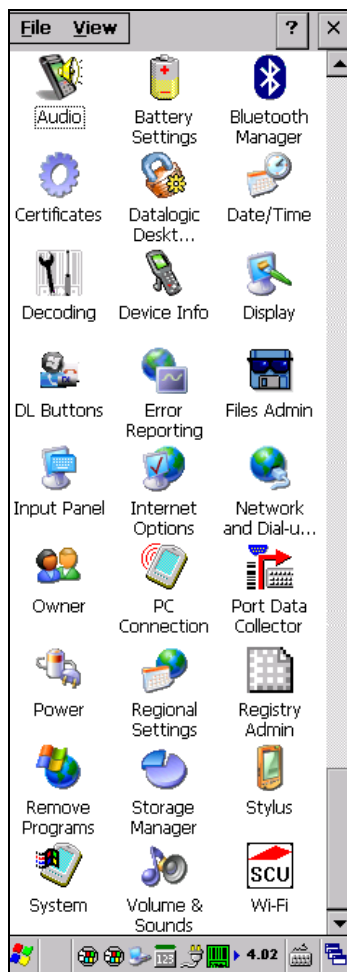 File View ? ×
Audio Battery Settings Bluetooth Manager
Certificates Datalogic Deskt... Date/Time
Decoding Device Info Display
DL Buttons Error Reporting Files Admin
Input Panel Internet Options Network and Dial-u...
Owner PC Connection Port Data Collector
Power Regional Settings Registry Admin
Remove Programs Storage Manager Stylus
SCU
System Volume & Sounds Wi-Fi
123 4.02